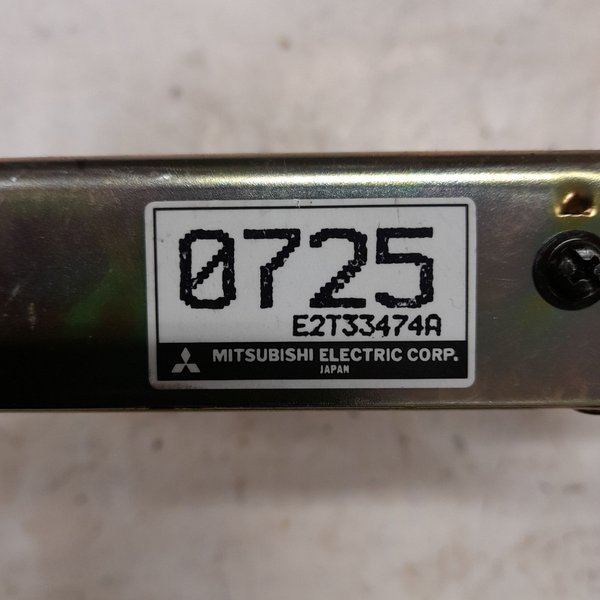 0725
E2T33474A
MITSUBISHI ELECTRIC CORP.
JAPAN